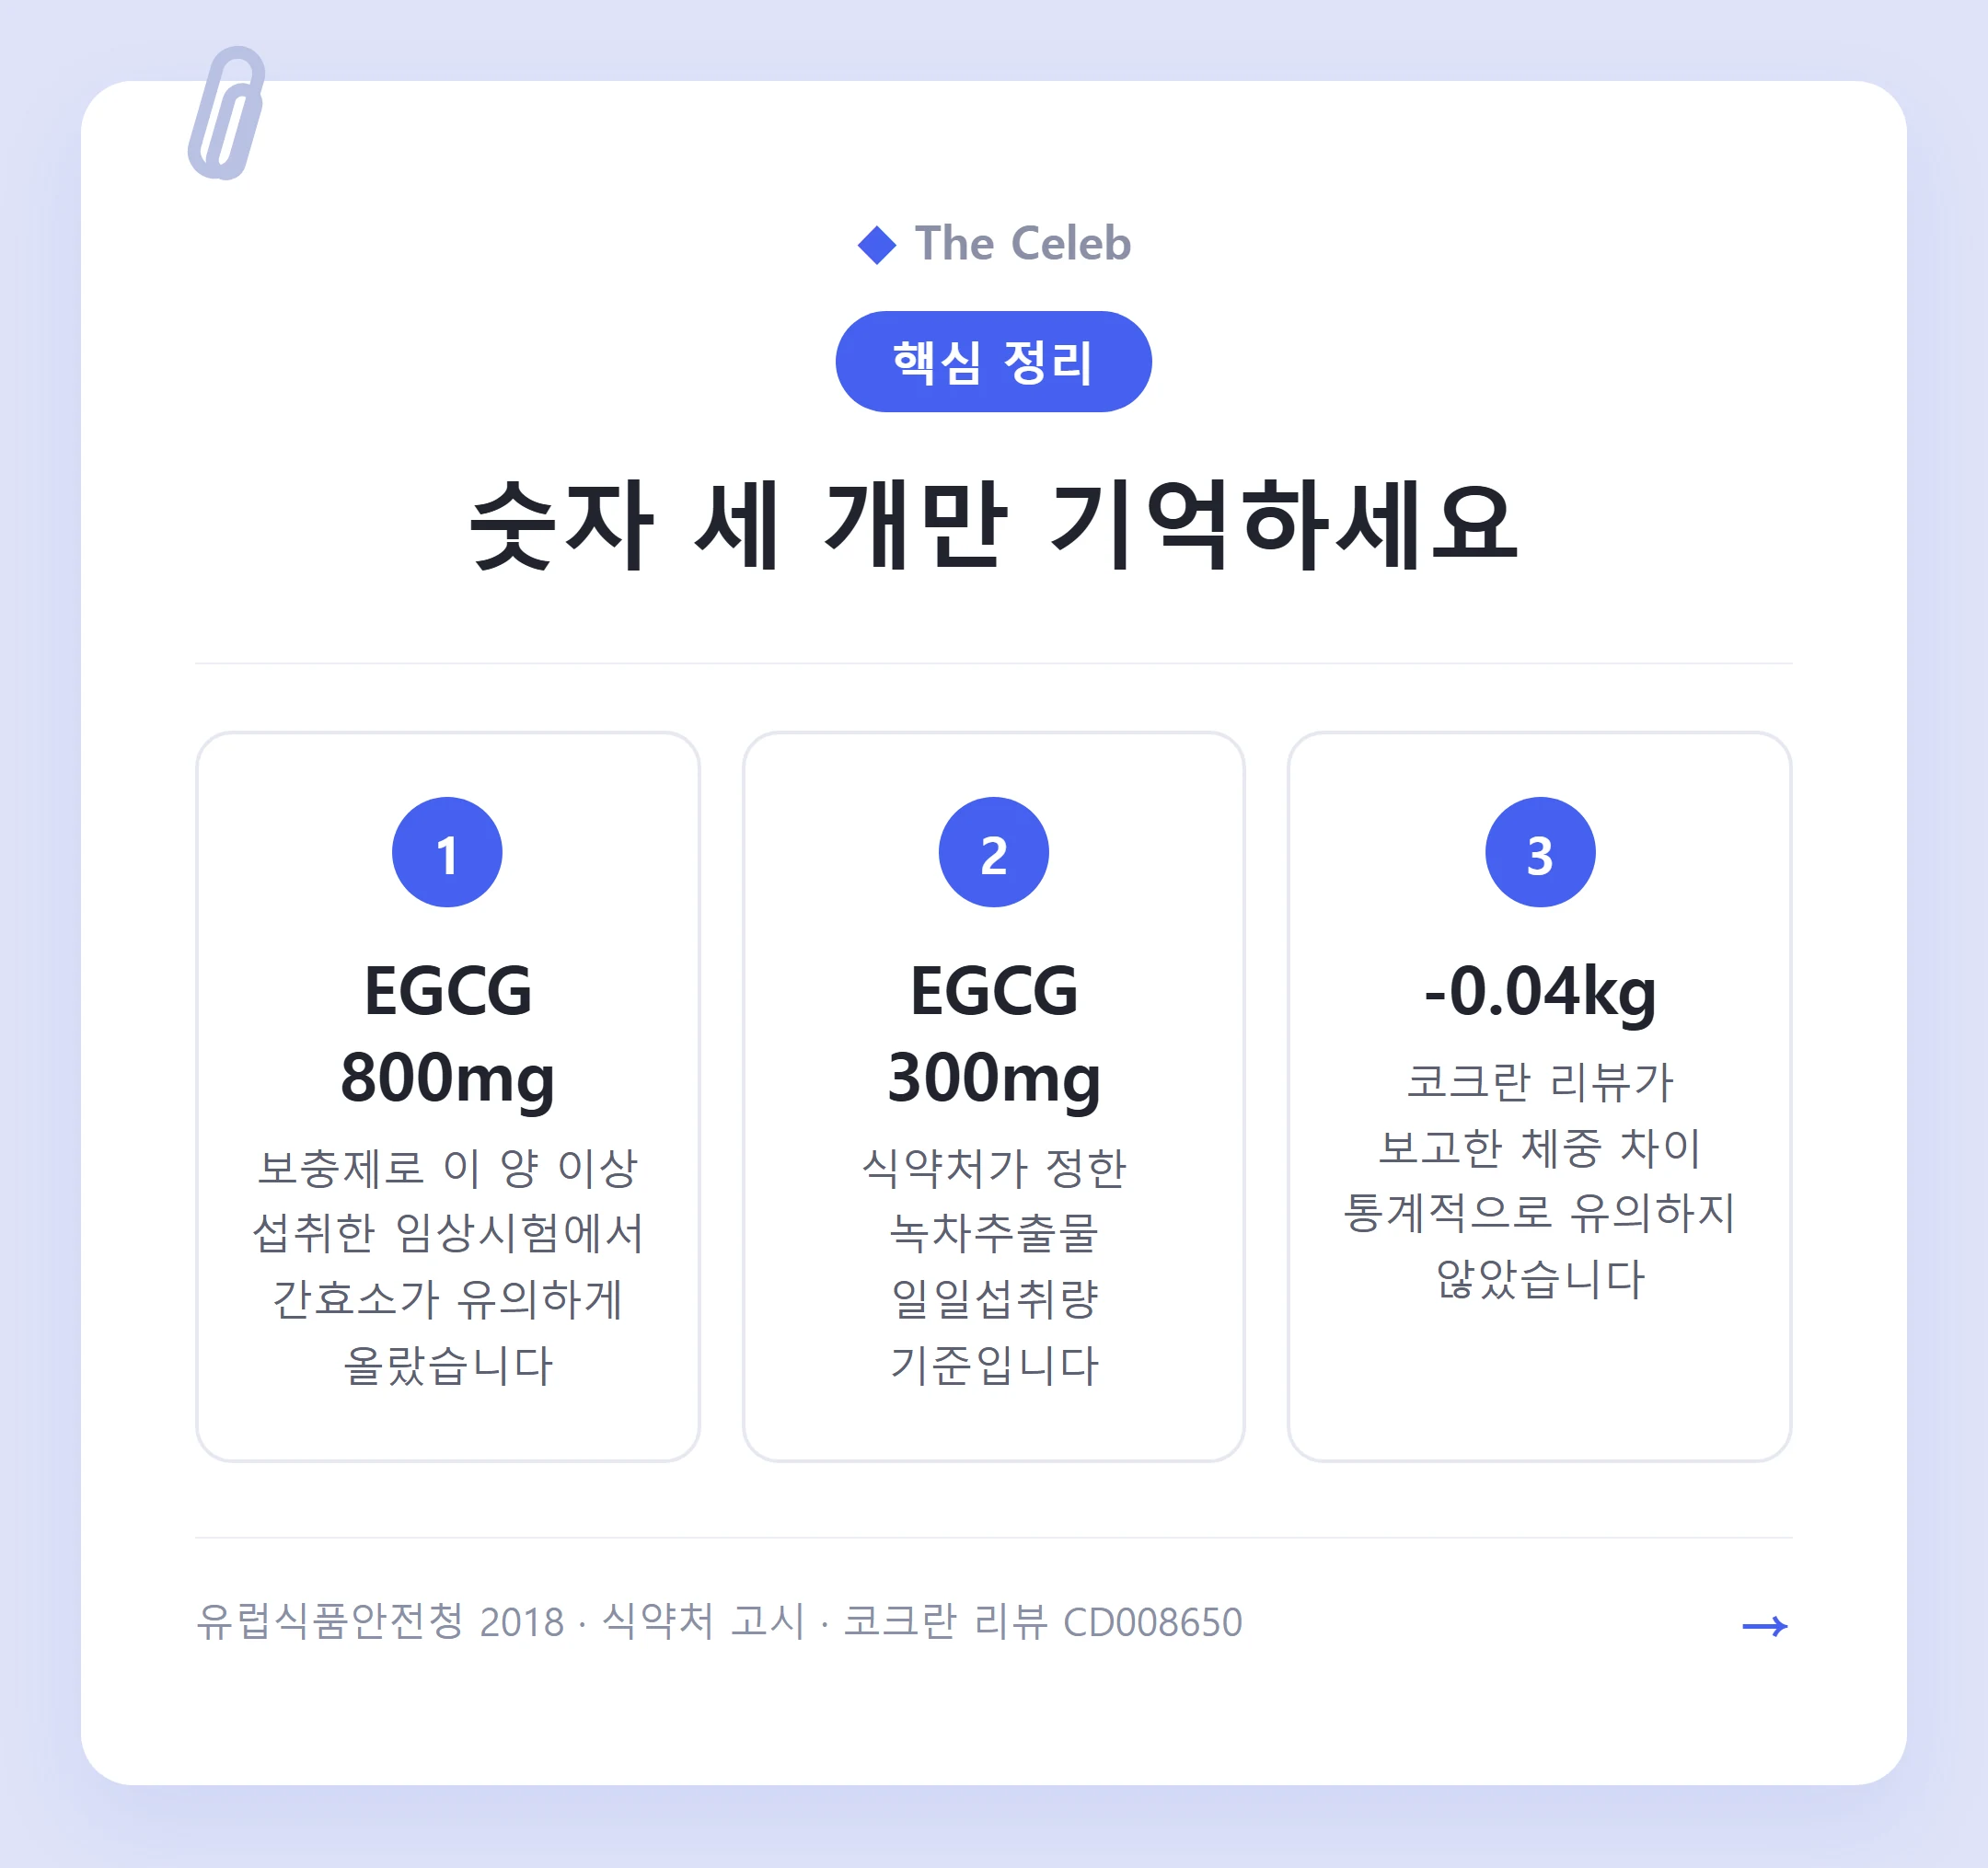 The Celeb
핵심 정리
숫자 세 개만 기억하세요
1
EGCG
800mg
보충제로 이 양 이상
섭취한 임상시험에서
간효소가 유의하게
올랐습니다
2
EGCG
300mg
식약처가 정한
녹차추출물
일일섭취량
기준입니다
3
-0.04kg
코크란 리뷰가
보고한 체중 차이
통계적으로 유의하지
않았습니다
유럽식품안전청 2018 · 식약처 고시 · 코크란 리뷰 CD008650
→